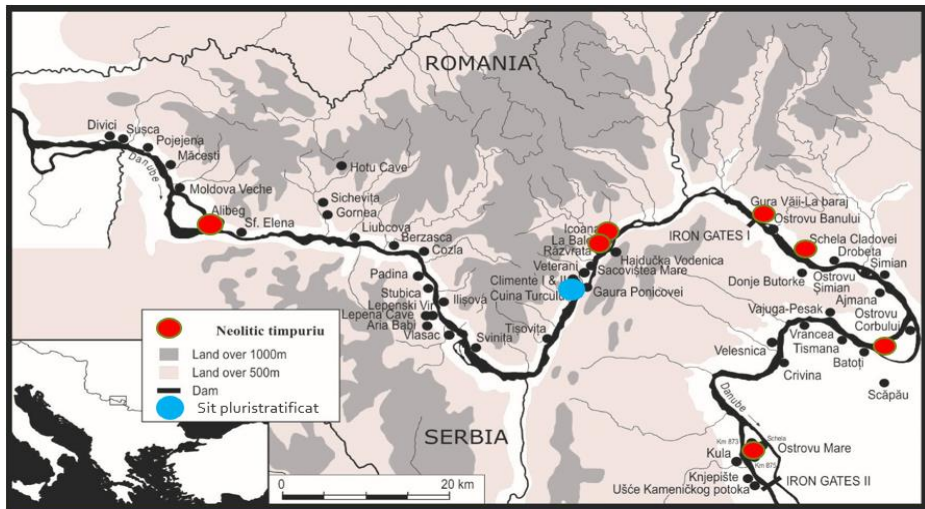 ROMANIA
Divici
Susca
Pojejena
Măcești
Danube
Moldova Veche
Alibeg
Sf. Elena
Hotu Cave
Sichevița
Gornea
Liubcova
Berzasca
Cozla
Padina
Stubica
Lepenski Vir
Lepena Cave
Aria Babi
Vlasac
Ilișova
Svinița
Tișovița
Icoana
La Bale
Răzvrata
Veterani
Climente I & II
Cuina Turcului
Hajdučka Vodenica
Sacoviștea Mare
Gaura Ponicovei
Gura Văii-La baraj
Ostrovu Banului
IRON GATES I
Schela Cladovei
Drobeta
Șimian
Donje Butorke
Ostrovu
Șimian
Ajmana
Ostrovu
Corbului
Vajuga-Pesak
Vrancea
Tismana
Batoți
Velesnica
Crivina
Scăpău
Danube
Km 873
Schela
Ostrovu Mare
Kula
Km 875
Knjepište
IRON GATES II
Ušće Kameničkog potoka
SERBIA
Neolitic timpuriu
Land over 1000m
Land over 500m
Dam
Sit pluristratificat
0 20 km